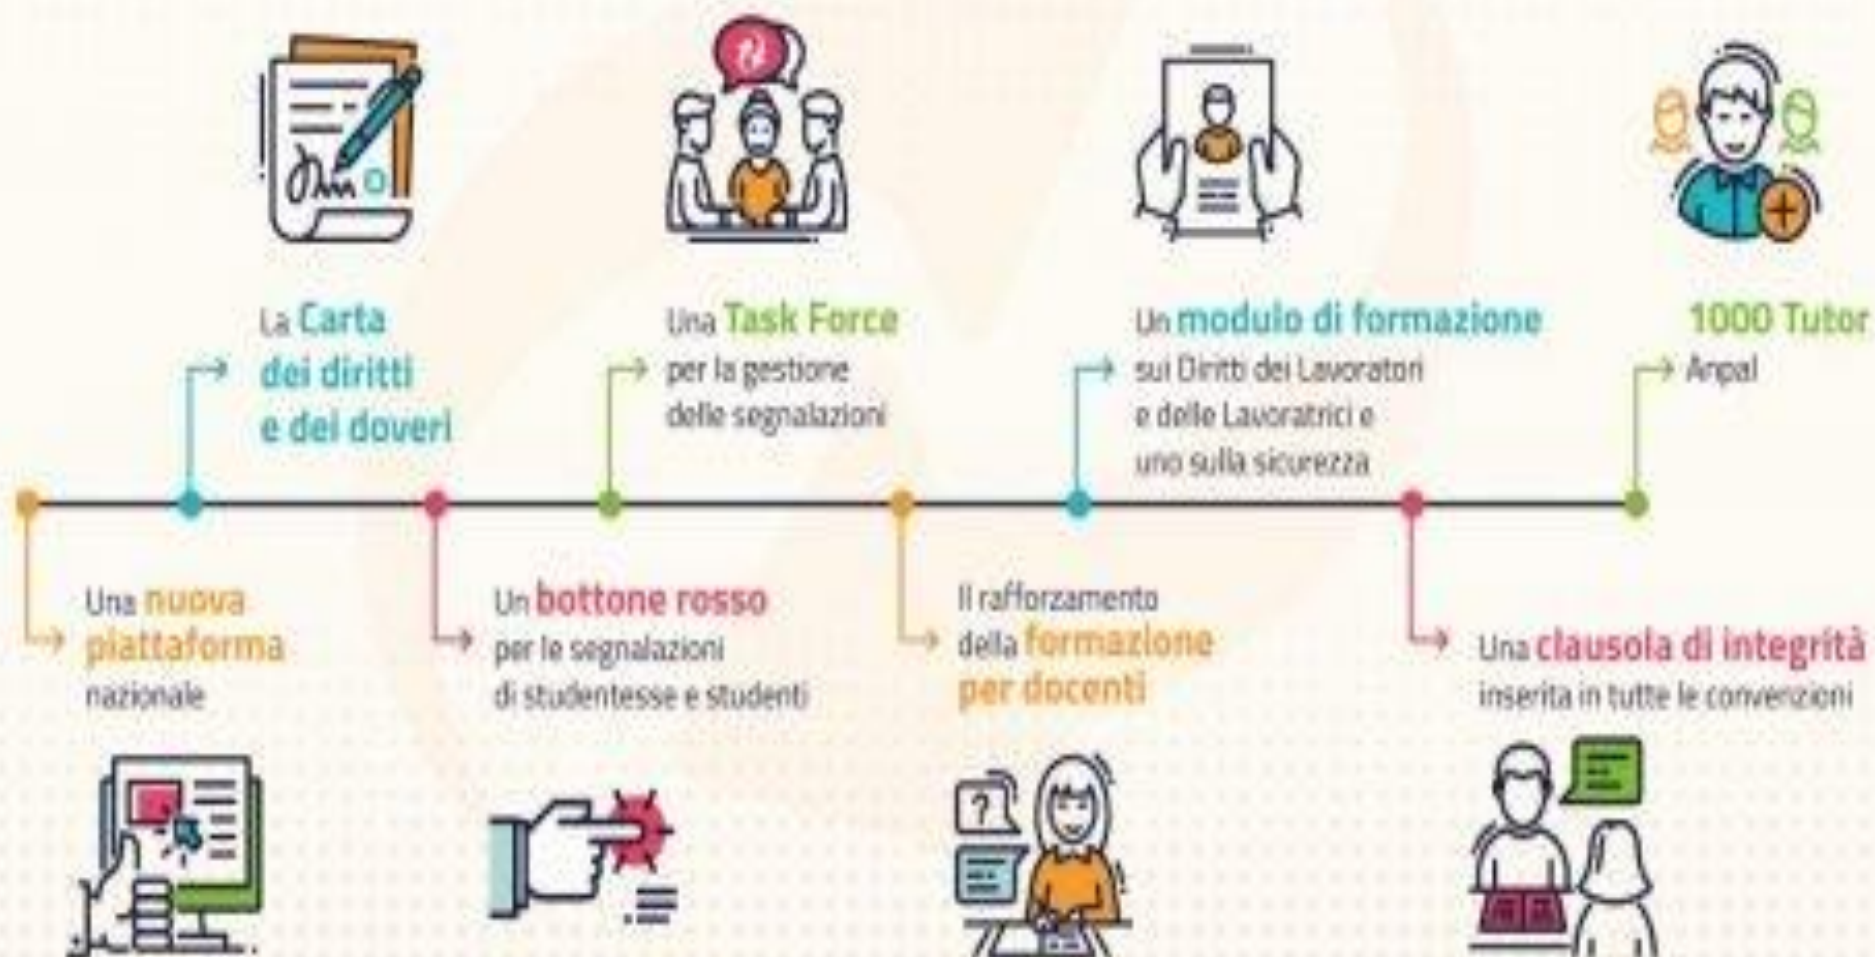 La Carta
dei diritti
e dei doveri
Una Task Force
per la gestione
delle segnalazioni
Un modulo di formazione
sui Diritti dei Lavoratori
e delle Lavoratrici e
uno sulla sicurezza
1000 Tutor
Anpal
Una nuova
piattaforma
nazionale
Un bottone rosso
per le segnalazioni
di studentesse e studenti
Il rafforzamento
della formazione
per docenti
Una clausola di integrità
inserita in tutte le convenzioni
?